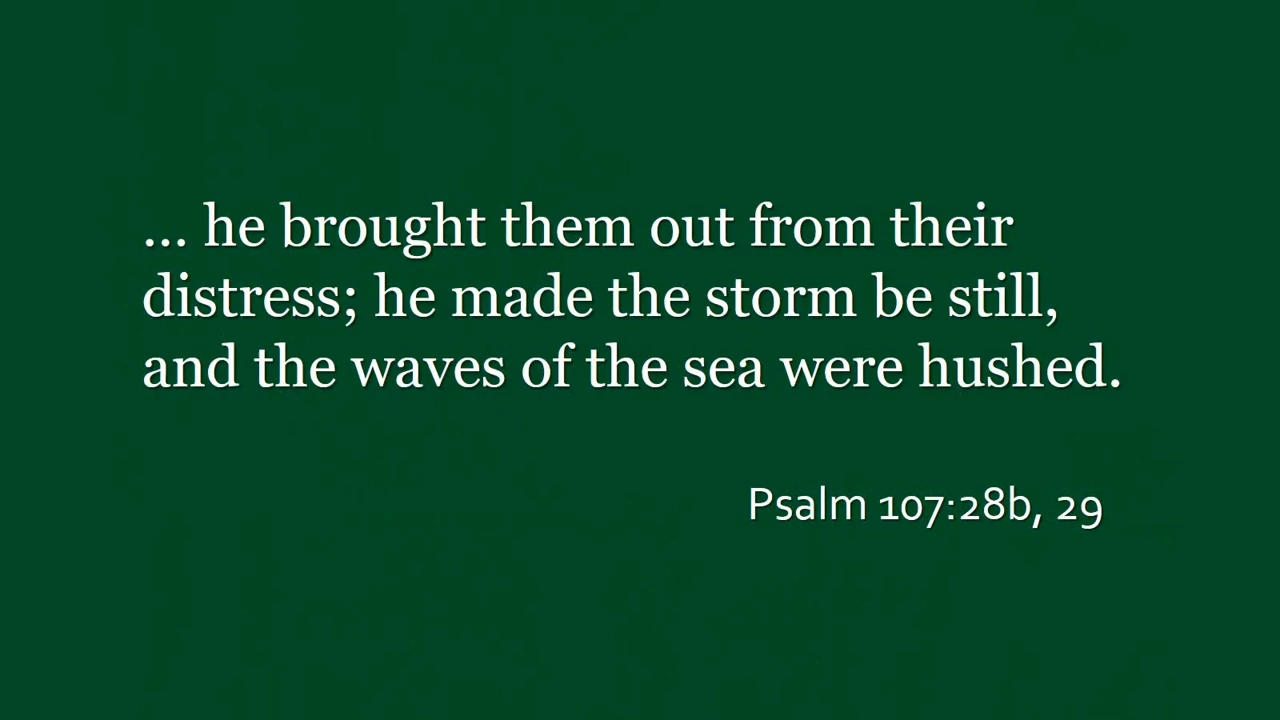 ... he brought them out from their
distress; he made the storm be still,
and the waves of the sea were hushed.
Psalm 107:28b, 29